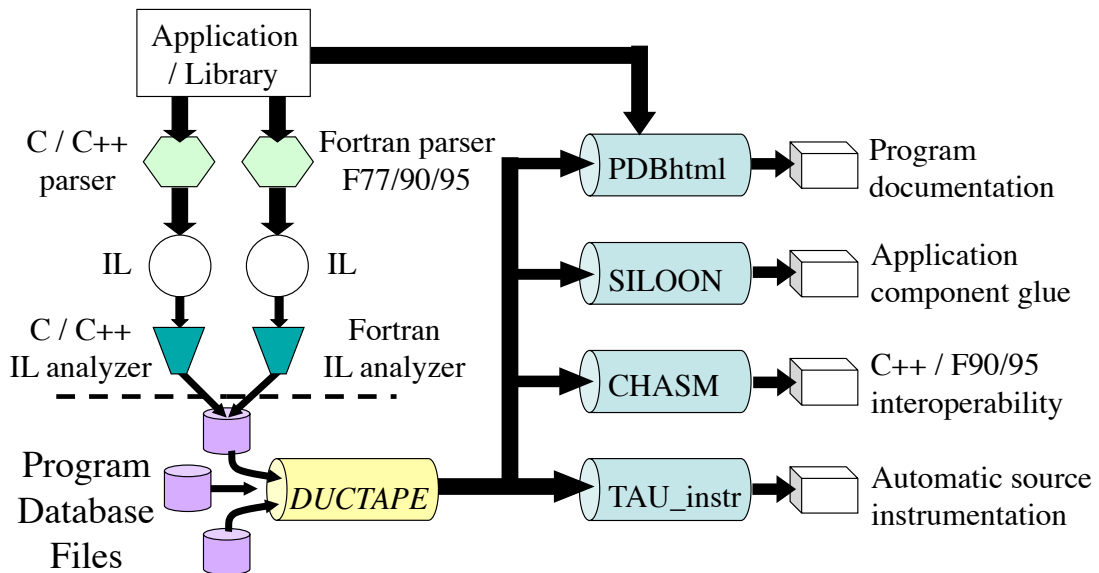 Application
/ Library
C / C++
parser
Fortran parser
F77/90/95
IL
IL
C / C++
IL analyzer
Fortran
IL analyzer
Program
Database
Files
DUCTAPE
PDBhtml
Program
documentation
SILOON
Application
component glue
CHASM
C++ / F90/95
interoperability
TAU_instr
Automatic source
instrumentation